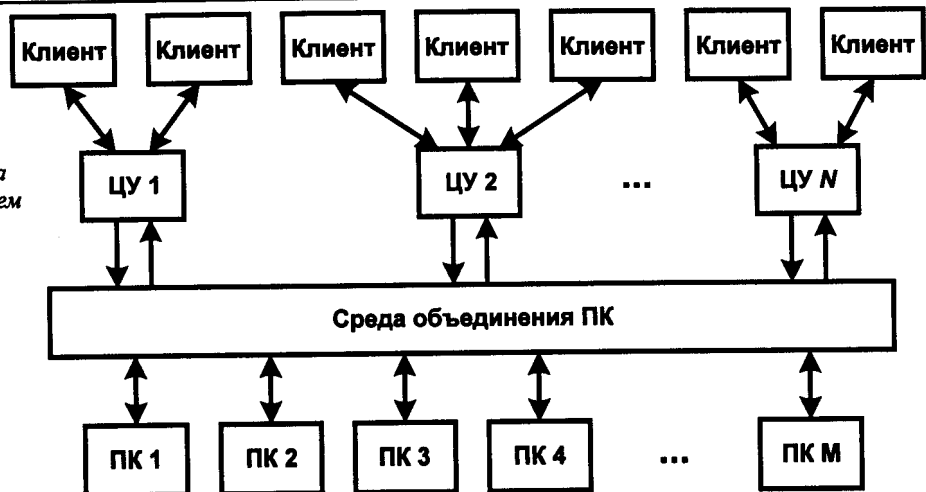 Клиент Клиент Клиент Клиент Клиент Клиент Клиент
а
ем
ЦУ 1 ЦУ 2 ... ЦУ N
Среда объединения ПК
ПК 1 ПК 2 ПК 3 ПК 4 ... ПК М